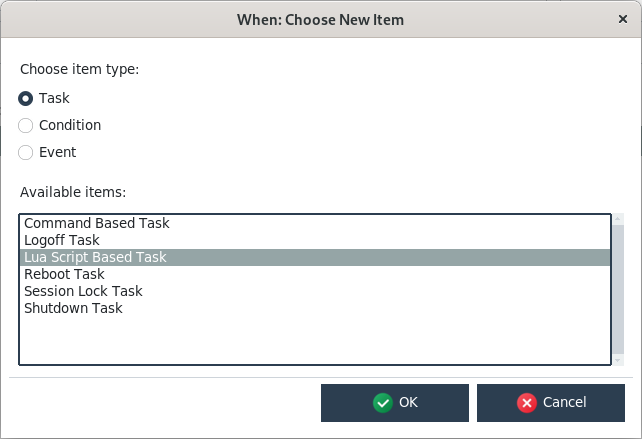 When: Choose New Item
Choose item type:
Task
Condition
Event
Available items:
Command Based Task
Logoff Task
Lua Script Based Task
Reboot Task
Session Lock Task
Shutdown Task
OK
Cancel